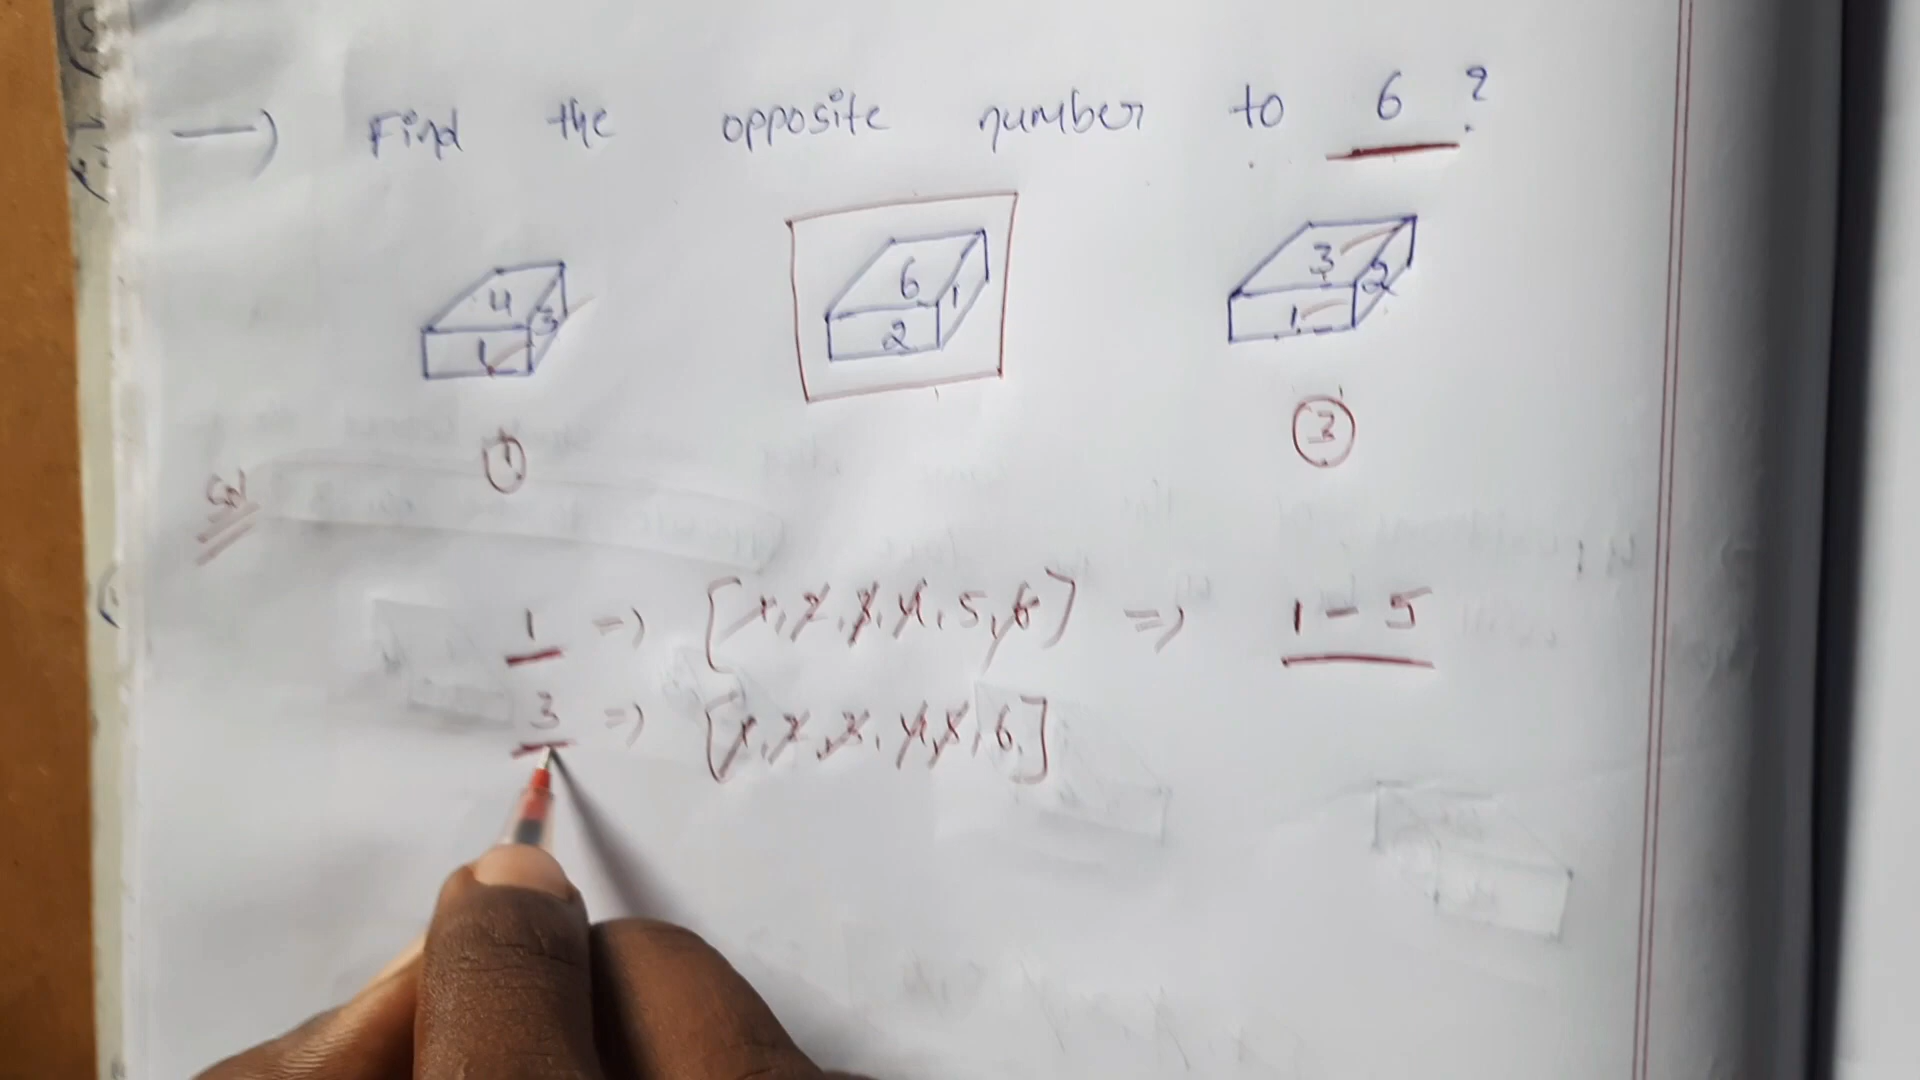 —) Find the opposite number to 6 ?
4 3 1
6 1 2
3 2 1
1
3
Sol
1 => [1, 2, 3, 4, 5, 6] => 1 - 5
3 => [1, 2, 3, 4, 5, 6]